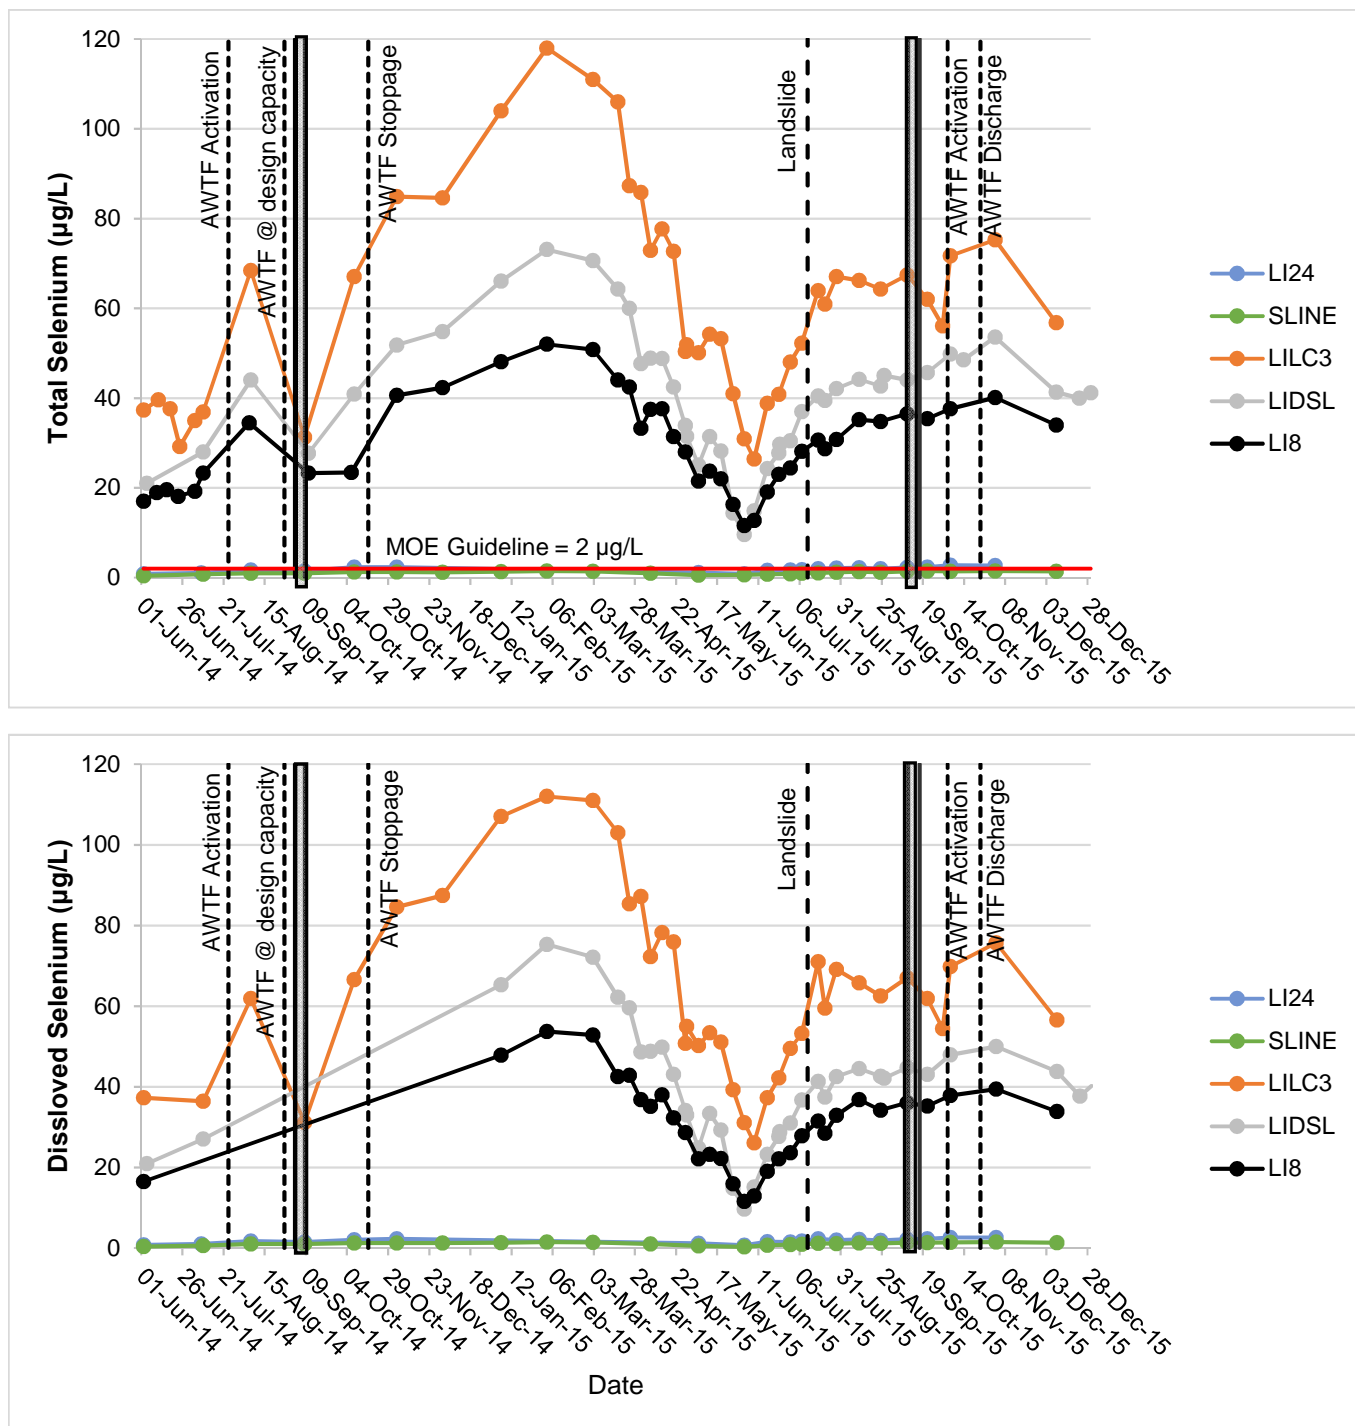 120
100
80
60
40
20
0
Total Selenium (µg/L)
AWTF Activation
AWTF @ design capacity
AWTF Stoppage
Landslide
AWTF Activation
AWTF Discharge
MOE Guideline = 2 µg/L
01-Jun-14
26-Jun-14
21-Jul-14
15-Aug-14
09-Sep-14
04-Oct-14
29-Oct-14
23-Nov-14
18-Dec-14
12-Jan-15
06-Feb-15
03-Mar-15
28-Mar-15
22-Apr-15
17-May-15
11-Jun-15
06-Jul-15
31-Jul-15
25-Aug-15
19-Sep-15
14-Oct-15
08-Nov-15
03-Dec-15
28-Dec-15
LI24
SLINE
LILC3
LIDSL
LI8
120
100
80
60
40
20
0
Dissloved Selenium (µg/L)
AWTF Activation
AWTF @ design capacity
AWTF Stoppage
Landslide
AWTF Activation
AWTF Discharge
01-Jun-14
26-Jun-14
21-Jul-14
15-Aug-14
09-Sep-14
04-Oct-14
29-Oct-14
23-Nov-14
18-Dec-14
12-Jan-15
06-Feb-15
03-Mar-15
28-Mar-15
22-Apr-15
17-May-15
11-Jun-15
06-Jul-15
31-Jul-15
25-Aug-15
19-Sep-15
14-Oct-15
08-Nov-15
03-Dec-15
28-Dec-15
Date
LI24
SLINE
LILC3
LIDSL
LI8